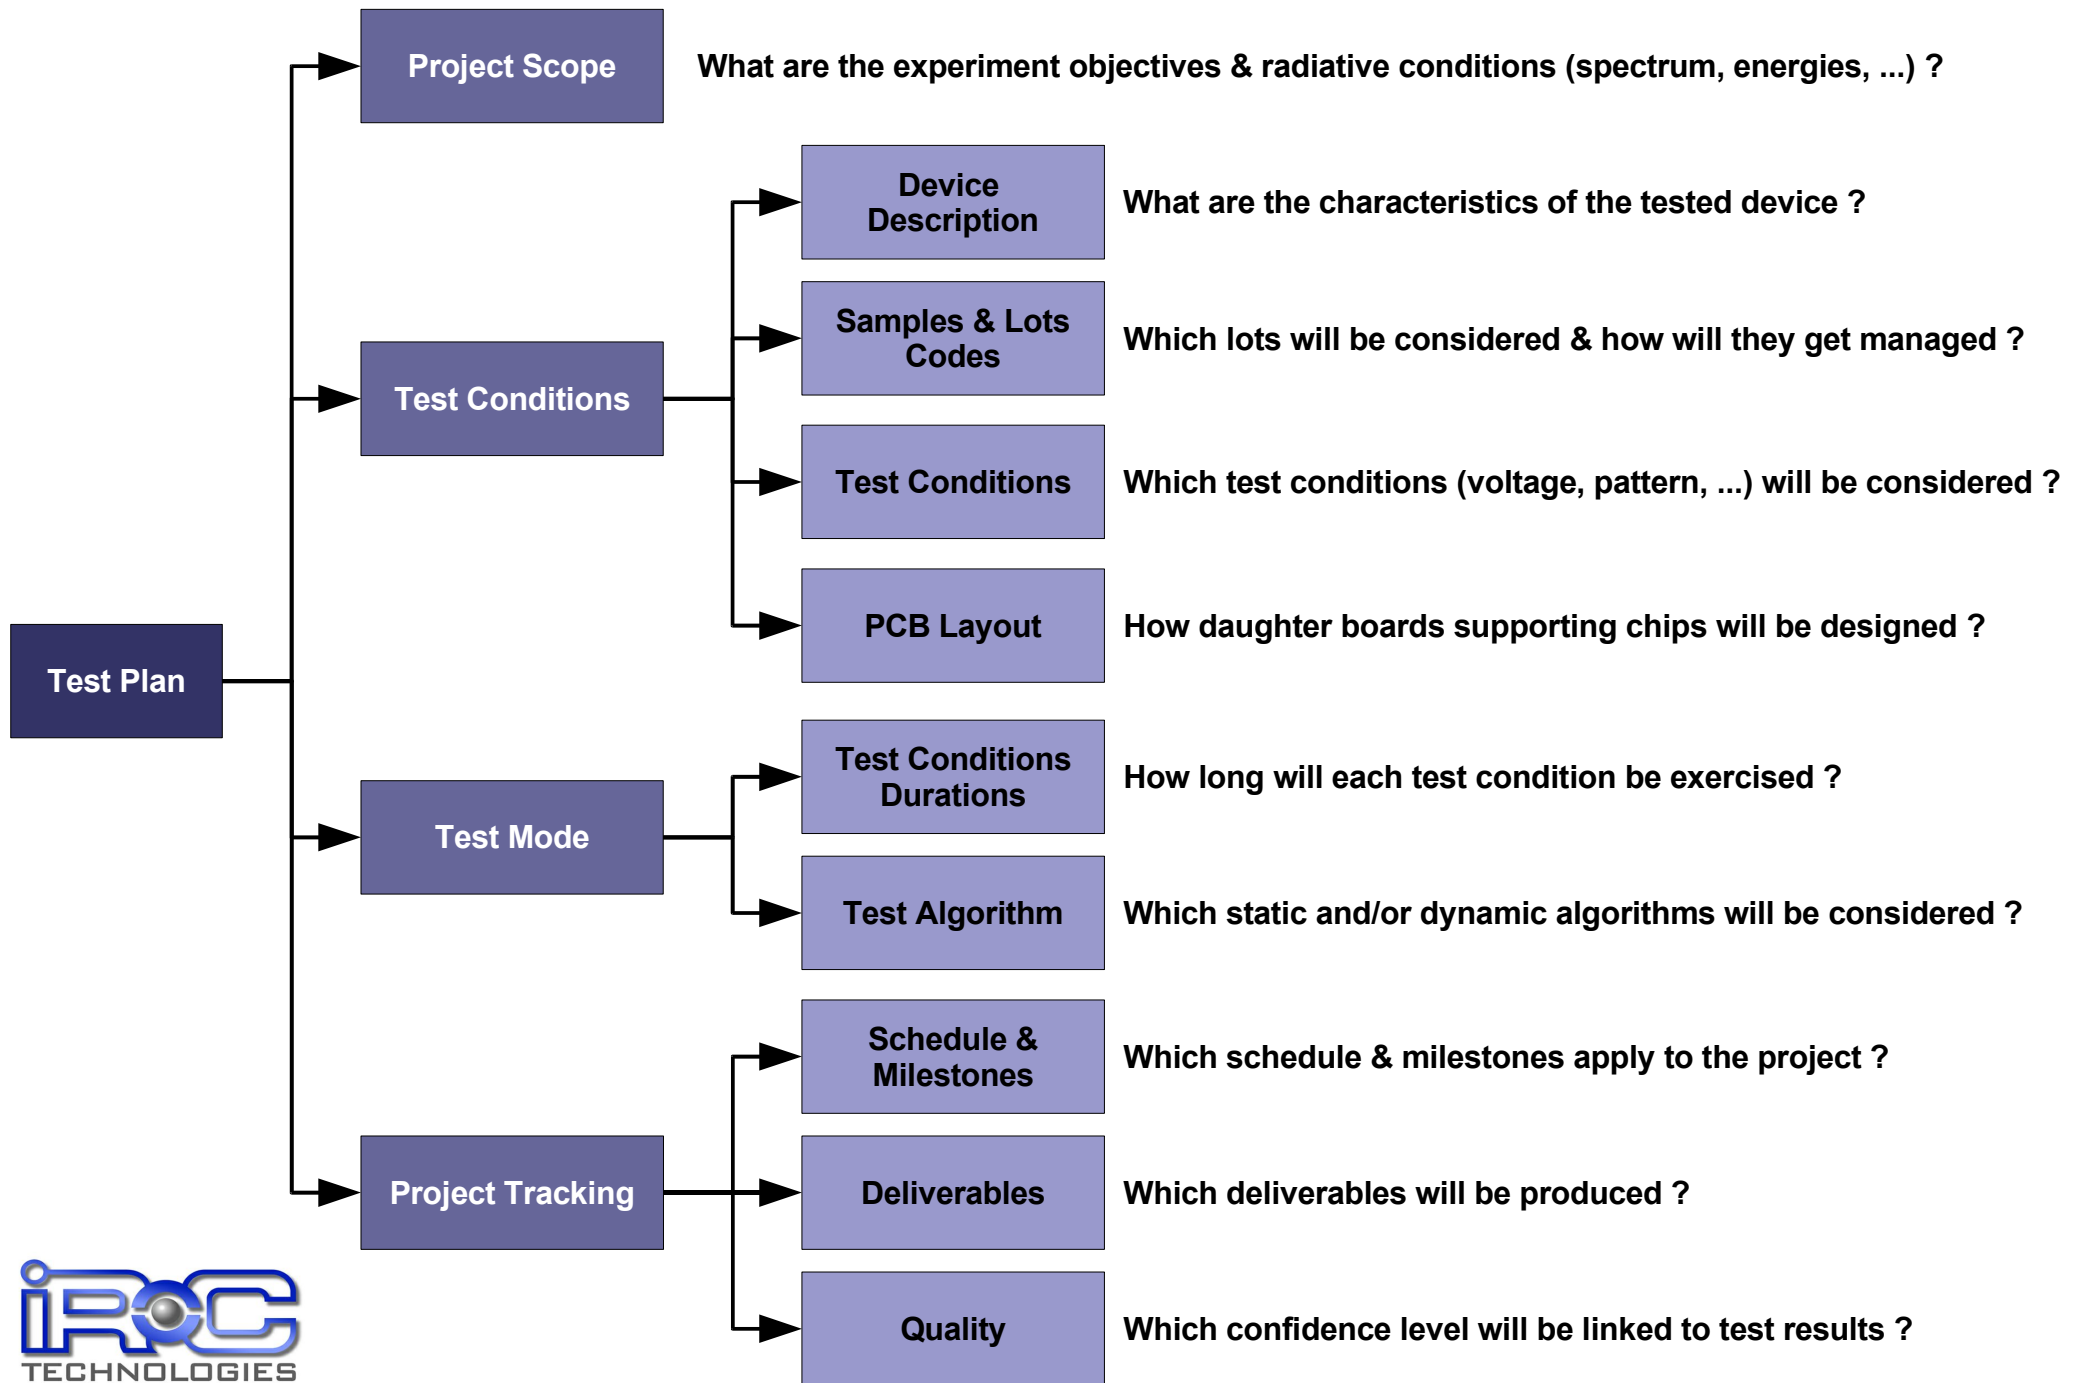 Project Scope
What are the experiment objectives & radiative conditions (spectrum, energies, ...) ?
Device
Description
What are the characteristics of the tested device ?
Samples & Lots
Codes
Which lots will be considered & how will they get managed ?
Test Conditions
Test Conditions
Which test conditions (voltage, pattern, ...) will be considered ?
PCB Layout
How daughter boards supporting chips will be designed ?
Test Plan
Test Conditions
Durations
How long will each test condition be exercised ?
Test Mode
Test Algorithm
Which static and/or dynamic algorithms will be considered ?
Schedule &
Milestones
Which schedule & milestones apply to the project ?
Project Tracking
Deliverables
Which deliverables will be produced ?
Quality
Which confidence level will be linked to test results ?
iRoC
TECHNOLOGIES